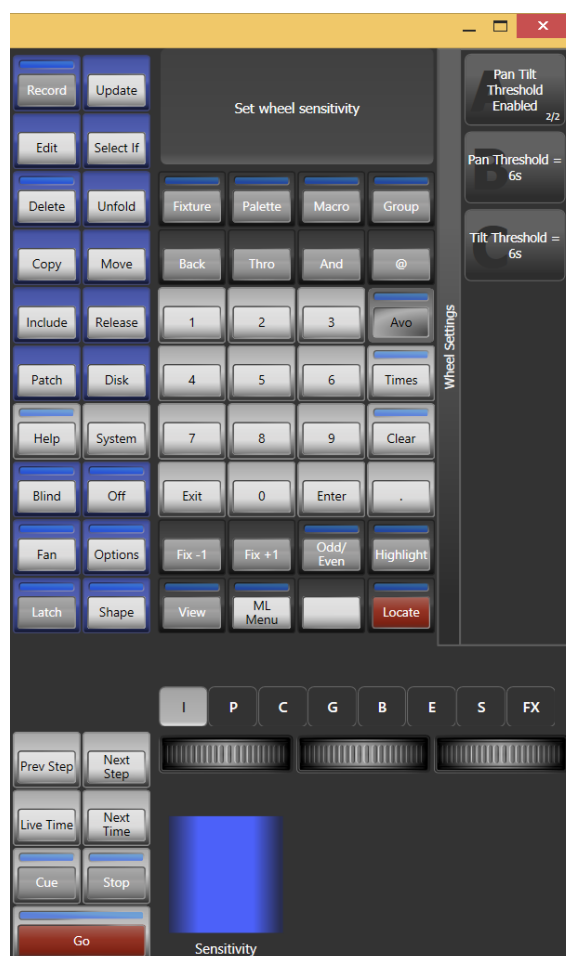 Record
Update
Set wheel sensitivity
Pan Tilt
Threshold
Enabled
2/2
A
Edit
Select If
Pan Threshold =
6s
B
Delete
Unfold
Fixture
Palette
Macro
Group
Tilt Threshold =
6s
C
Copy
Move
Back
Thro
And
@
Include
Release
1
2
3
Avo
Wheel Settings
Patch
Disk
4
5
6
Times
Help
System
7
8
9
Clear
Blind
Off
Exit
0
Enter
.
Fan
Options
Fix -1
Fix +1
Odd/
Even
Highlight
Latch
Shape
View
ML
Menu
Locate
I
P
C
G
B
E
S
FX
Prev Step
Next
Step
Live Time
Next
Time
Cue
Stop
Go
Sensitivity